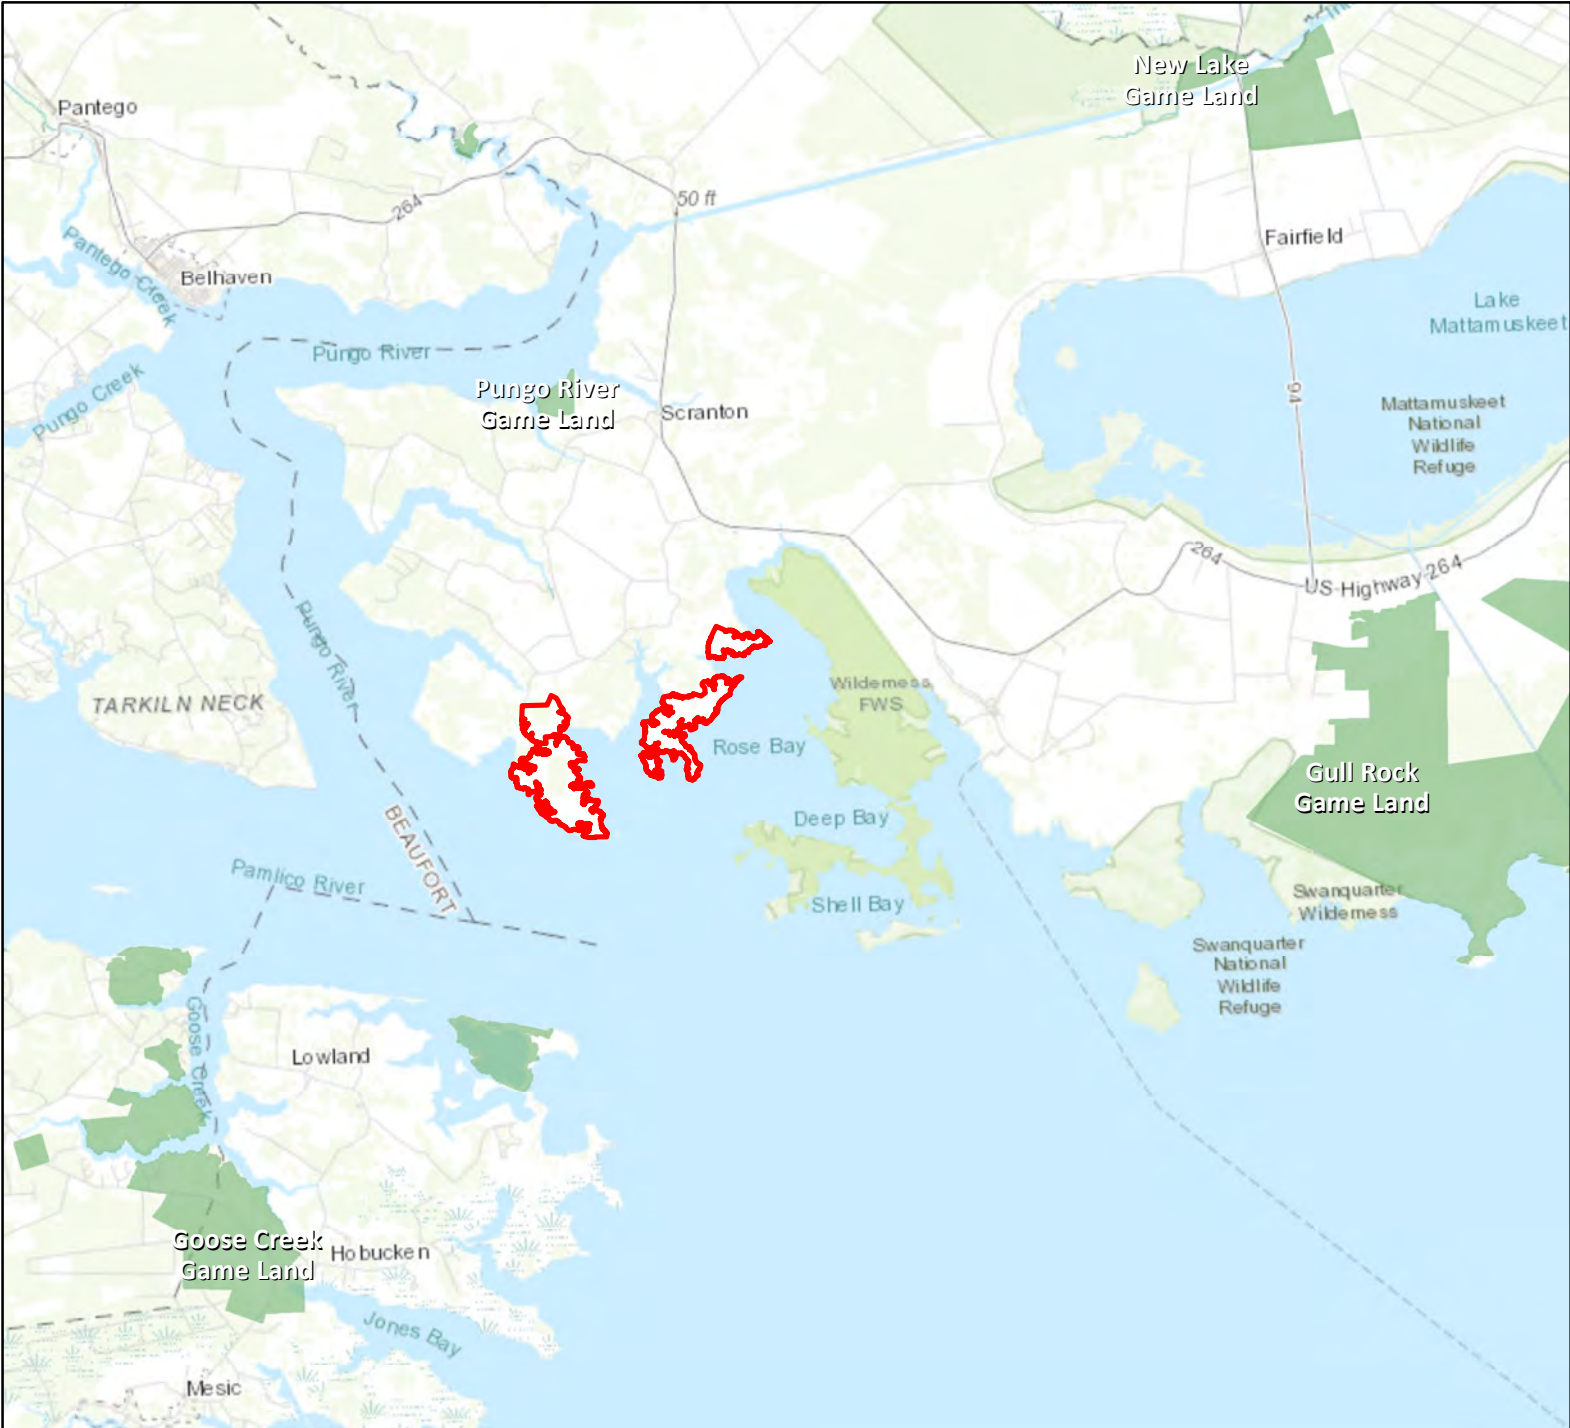 New Lake
Game Land
Pantego
50 ft
264
Fairfield
Pantego Creek
Belhaven
Lake
Mattamuskeet
Pungo River
Pungo Creek
Pungo River
Game Land
Scranton
94
Mattamuskeet
National
Wildlife
Refuge
264
US Highway 264
Pungo River
TARKILN NECK
Wilderness
FWS
Rose Bay
Gull Rock
Game Land
Deep Bay
BEAUFORT
Pamlico River
Shell Bay
Swanquarter
Wilderness
Swanquarter
National
Wildlife
Refuge
Goose Creek
Lowland
Goose Creek
Game Land
Hobucken
Jones Bay
Mesic